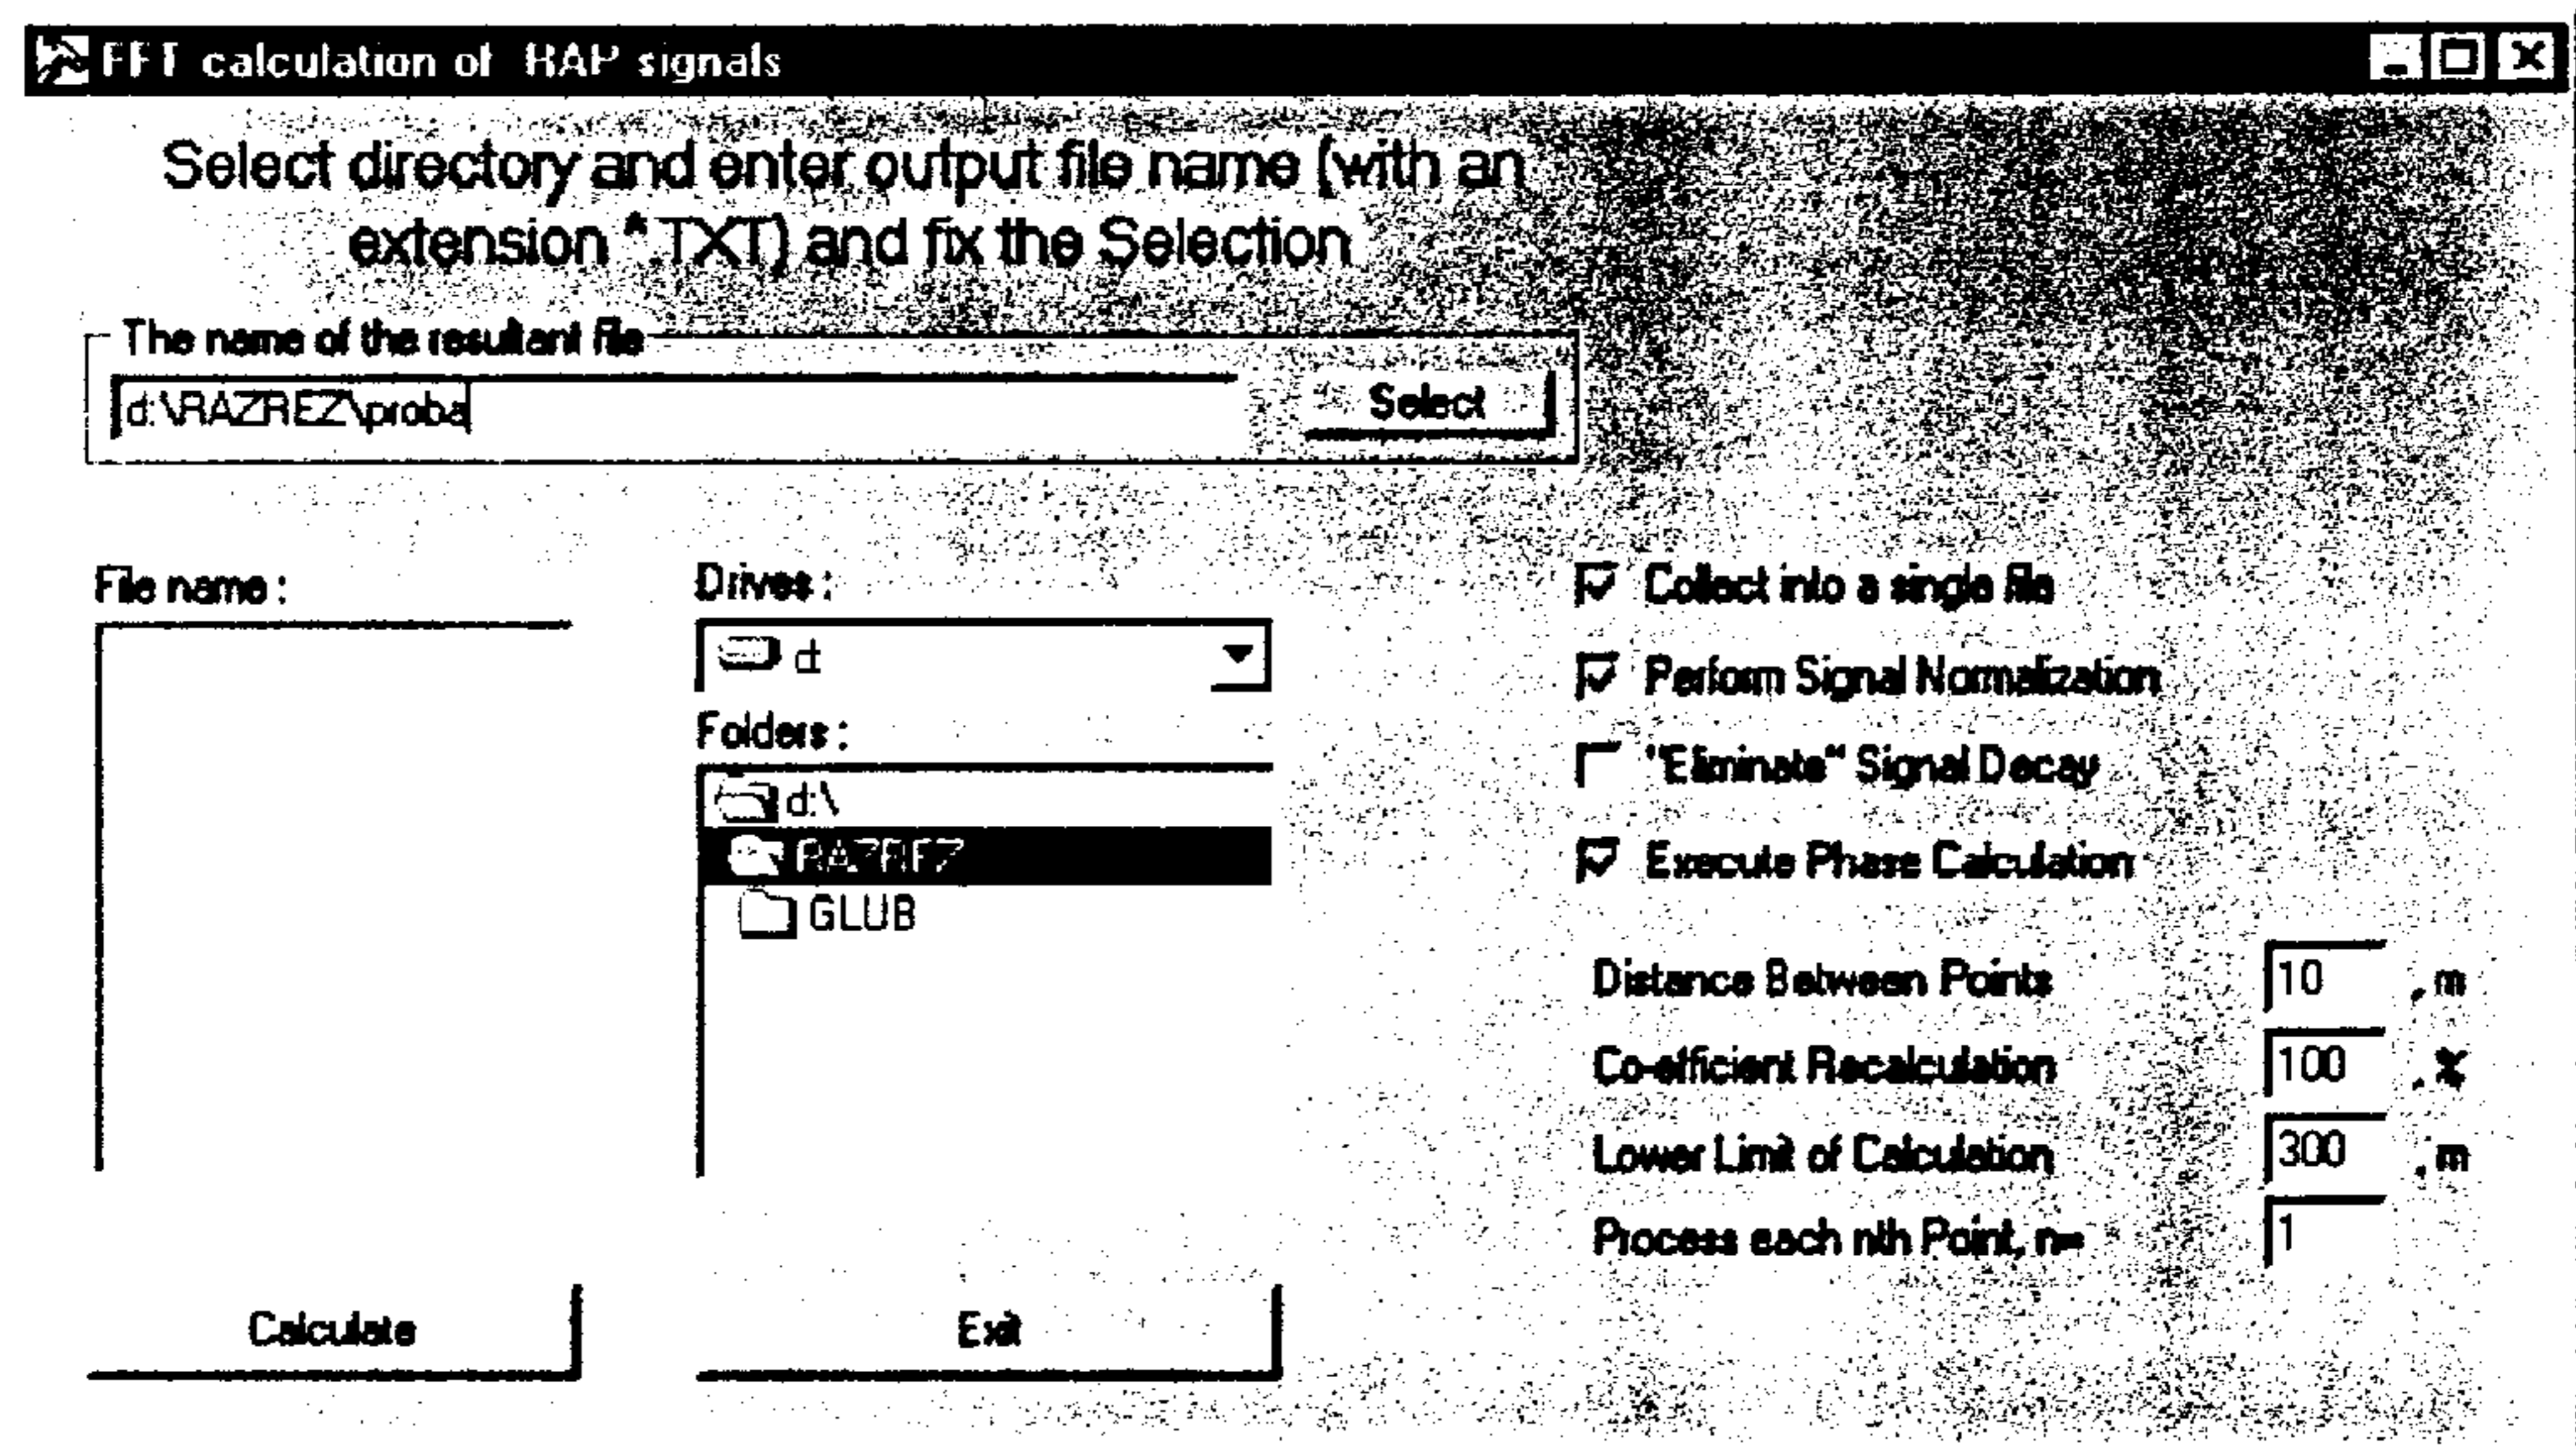 FFT calculation of RAP signals
Select directory and enter output file name (with an
extension *.TXT) and fix the Selection
The name of the resultant file
d:\RAZREZ\proba
Select
File name :
Drives :
d:
Folders :
d:\
RAZREZ
GLUB
Calculate
Exit
Collect into a single file
Perform Signal Normalization
"Eliminate" Signal Decay
Execute Phase Calculation
Distance Between Points 10 , m
Co-efficient Recalculation 100 , %
Lower Limit of Calculation 300 , m
Process each nth Point, n= 1